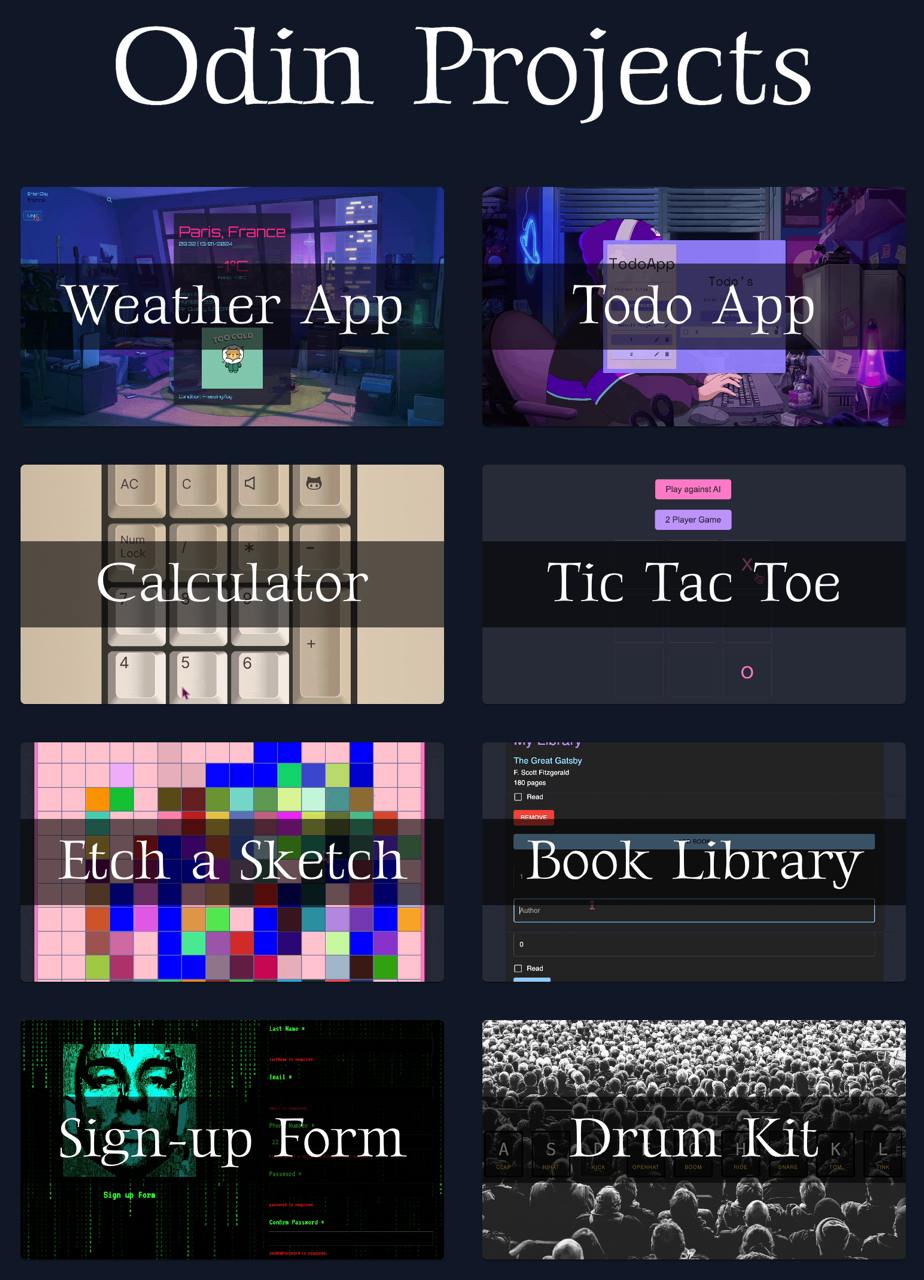 Odin Projects
Paris, France
-1°C
TOO COLD
Weather App
TodoApp
Todo's
1
2
Todo App
AC
C
Num
Lock
/
*
-
Calculator
+
4
5
6
Play against AI
2 Player Game
X
Tic Tac Toe
O
Etch a Sketch
My Library
The Great Gatsby
F. Scott Fitzgerald
180 pages
Read
REMOVE
Book Library
1
Author
0
Read
Last Name *
Email *
Sign-up Form
Password *
Sign up Form
Confirm Password *
A S H K L
Drum Kit
CLAP HIHAT KICK OPENHAT BOOM RIDE SNARE TOM TINK